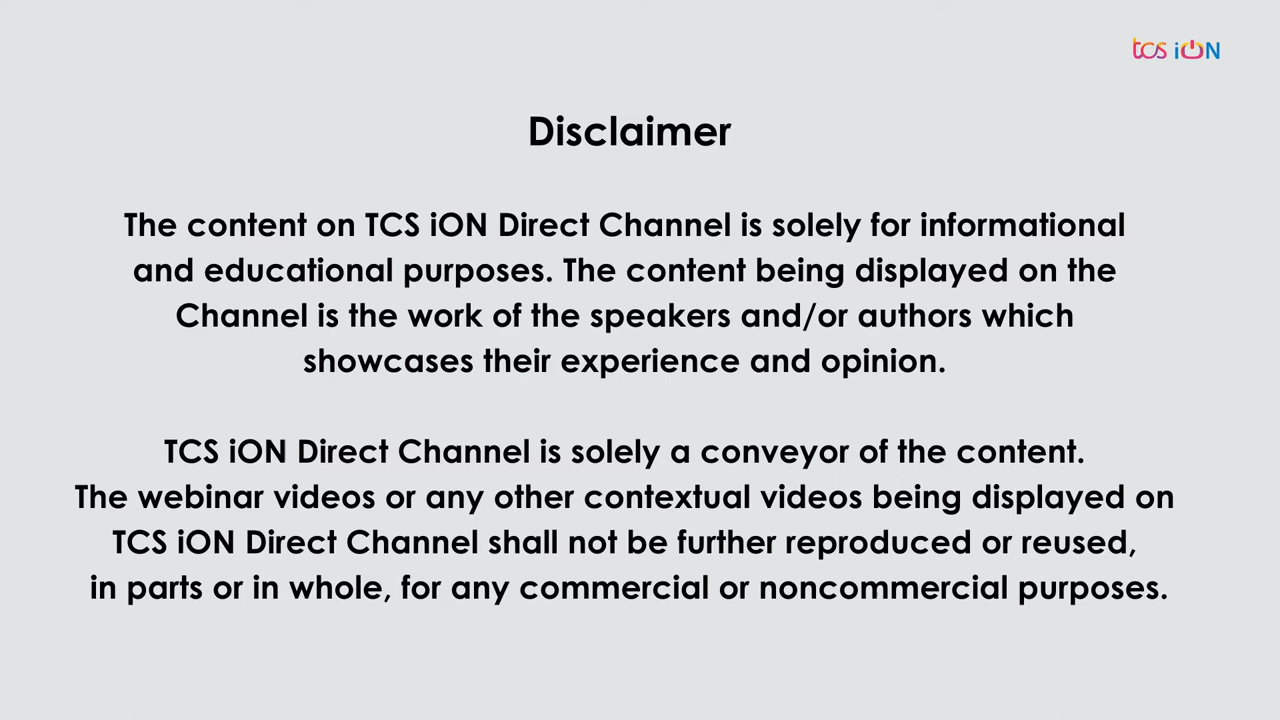 tcs iON
Disclaimer
The content on TCS iON Direct Channel is solely for informational
and educational purposes. The content being displayed on the
Channel is the work of the speakers and/or authors which
showcases their experience and opinion.
TCS iON Direct Channel is solely a conveyor of the content.
The webinar videos or any other contextual videos being displayed on
TCS iON Direct Channel shall not be further reproduced or reused,
in parts or in whole, for any commercial or noncommercial purposes.